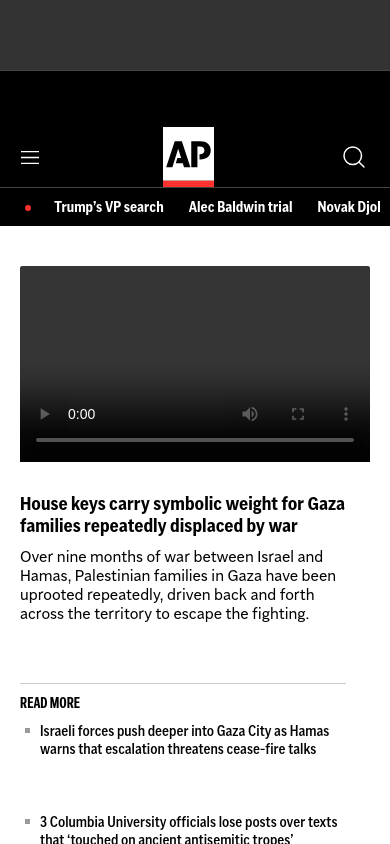 AP
Trump's VP search
Alec Baldwin trial
Novak Djol
0:00
House keys carry symbolic weight for Gaza
families repeatedly displaced by war
Over nine months of war between Israel and
Hamas, Palestinian families in Gaza have been
uprooted repeatedly, driven back and forth
across the territory to escape the fighting.
READ MORE
Israeli forces push deeper into Gaza City as Hamas
warns that escalation threatens cease-fire talks
3 Columbia University officials lose posts over texts
that ‘touched on ancient antisemitic tropes’